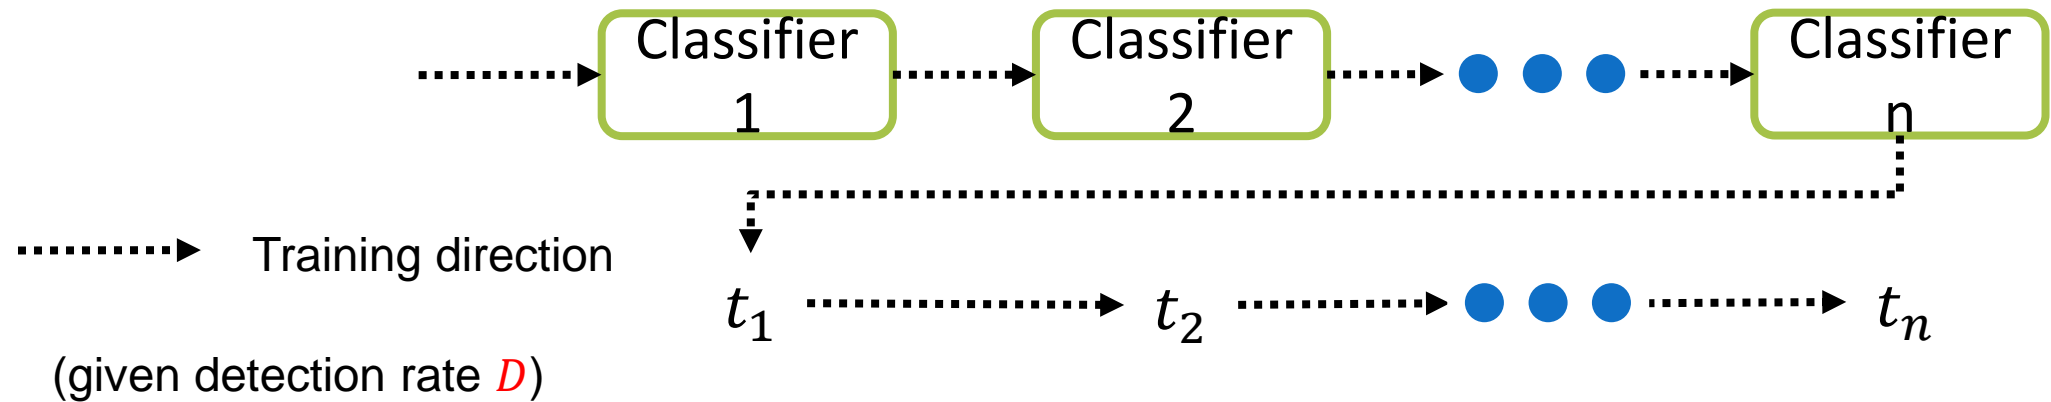 Classifier
1
Classifier
2
Classifier
n
Training direction
t₁
t₂
tₙ
(given detection rate D)